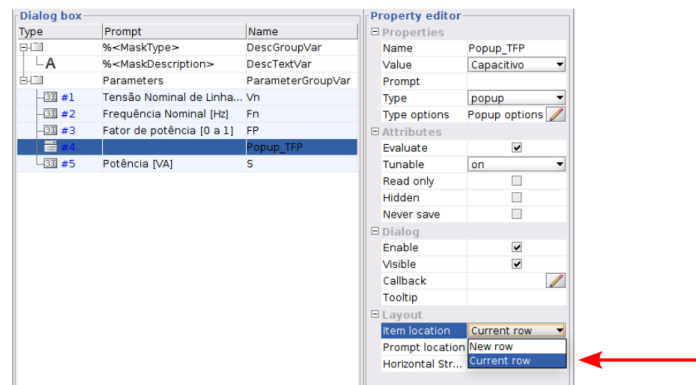 Dialog box
Type Prompt Name
%<MaskType> DescGroupVar
A %<MaskDescription> DescTextVar
Parameters ParameterGroupVar
#1 Tensão Nominal de Linha... Vn
#2 Frequência Nominal [Hz] Fn
#3 Fator de potência [0 a 1] FP
#4 Popup_TFP
#5 Potência [VA] S
Property editor
Properties
Name Popup_TFP
Value Capacitivo
Prompt
Type popup
Type options Popup options
Attributes
Evaluate
Tunable on
Read only
Hidden
Never save
Dialog
Enable
Visible
Callback
Tooltip
Layout
Item location Current row
Prompt location New row
Horizontal Str... Current row